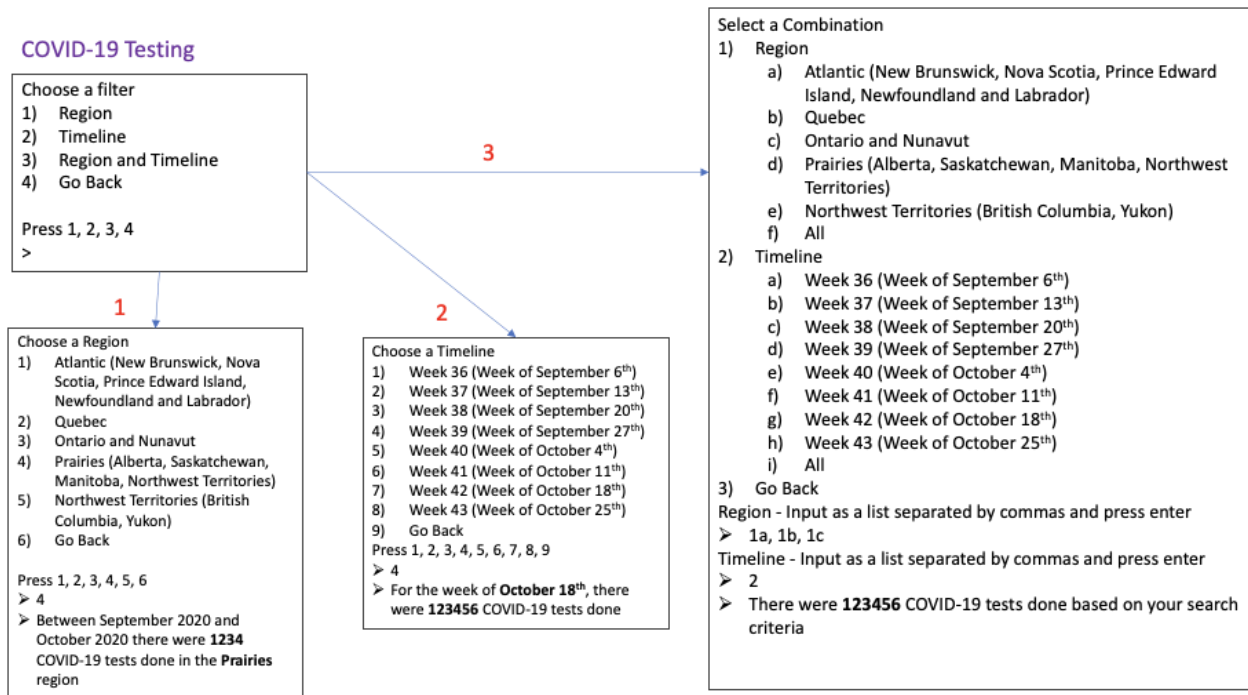 COVID-19 Testing
Choose a filter
1) Region
2) Timeline
3) Region and Timeline
4) Go Back
Press 1, 2, 3, 4
>
1
2
3
Choose a Region
1) Atlantic (New Brunswick, Nova
Scotia, Prince Edward Island,
Newfoundland and Labrador)
2) Quebec
3) Ontario and Nunavut
4) Prairies (Alberta, Saskatchewan,
Manitoba, Northwest Territories)
5) Northwest Territories (British
Columbia, Yukon)
6) Go Back
Press 1, 2, 3, 4, 5, 6
➢ 4
➢ Between September 2020 and
October 2020 there were 1234
COVID-19 tests done in the Prairies
region
Choose a Timeline
1) Week 36 (Week of September 6th)
2) Week 37 (Week of September 13th)
3) Week 38 (Week of September 20th)
4) Week 39 (Week of September 27th)
5) Week 40 (Week of October 4th)
6) Week 41 (Week of October 11th)
7) Week 42 (Week of October 18th)
8) Week 43 (Week of October 25th)
9) Go Back
Press 1, 2, 3, 4, 5, 6, 7, 8, 9
➢ 4
➢ For the week of October 18th, there
were 123456 COVID-19 tests done
Select a Combination
1) Region
a) Atlantic (New Brunswick, Nova Scotia, Prince Edward
Island, Newfoundland and Labrador)
b) Quebec
c) Ontario and Nunavut
d) Prairies (Alberta, Saskatchewan, Manitoba, Northwest
Territories)
e) Northwest Territories (British Columbia, Yukon)
f) All
2) Timeline
a) Week 36 (Week of September 6th)
b) Week 37 (Week of September 13th)
c) Week 38 (Week of September 20th)
d) Week 39 (Week of September 27th)
e) Week 40 (Week of October 4th)
f) Week 41 (Week of October 11th)
g) Week 42 (Week of October 18th)
h) Week 43 (Week of October 25th)
i) All
3) Go Back
Region - Input as a list separated by commas and press enter
➢ 1a, 1b, 1c
Timeline - Input as a list separated by commas and press enter
➢ 2
➢ There were 123456 COVID-19 tests done based on your search
criteria